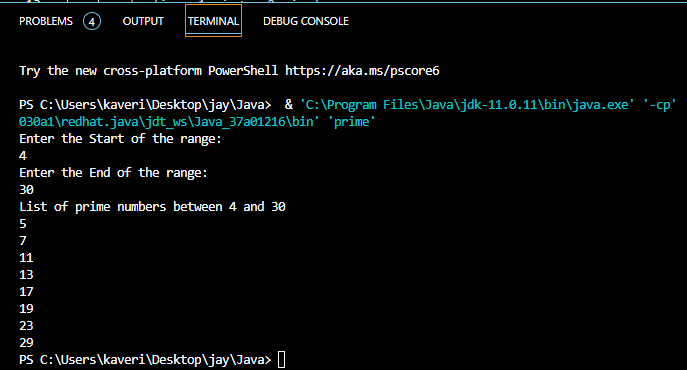 PROBLEMS 4 OUTPUT TERMINAL DEBUG CONSOLE
Try the new cross-platform PowerShell https://aka.ms/pscore6
PS C:\Users\kaveri\Desktop\jay\Java>  & 'C:\Program Files\Java\jdk-11.0.11\bin\java.exe' '-cp'
030a1\redhat.java\jdt_ws\Java_37a01216\bin' 'prime'
Enter the Start of the range:
4
Enter the End of the range:
30
List of prime numbers between 4 and 30
5
7
11
13
17
19
23
29
PS C:\Users\kaveri\Desktop\jay\Java>